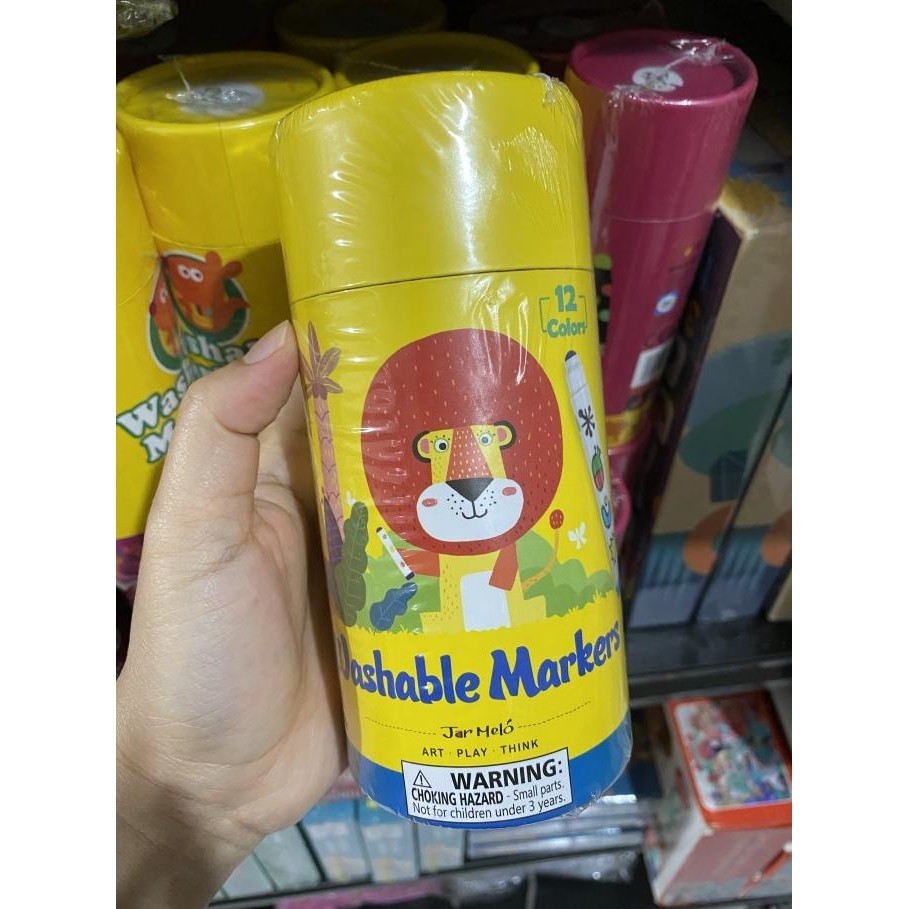 12
Colors
Washable Markers
Jar Meló
ART · PLAY · THINK
WARNING:
CHOKING HAZARD - Small parts.
Not for children under 3 years.